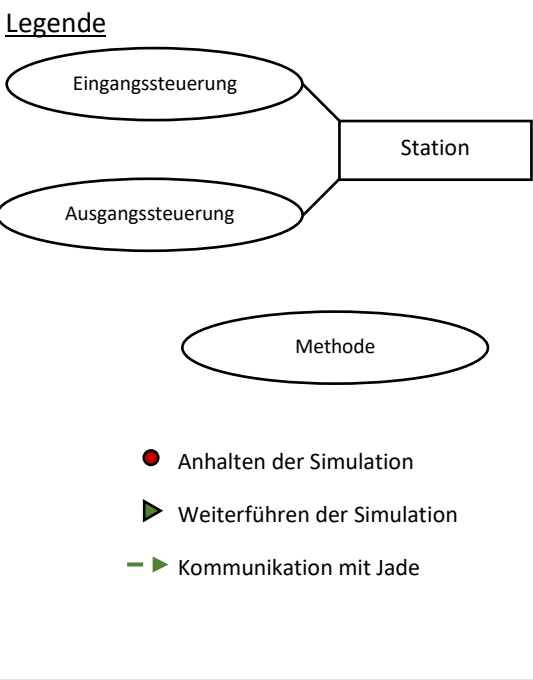 Legende
Eingangssteuerung
Station
Ausgangssteuerung
Methode
Anhalten der Simulation
Weiterführen der Simulation
Kommunikation mit Jade